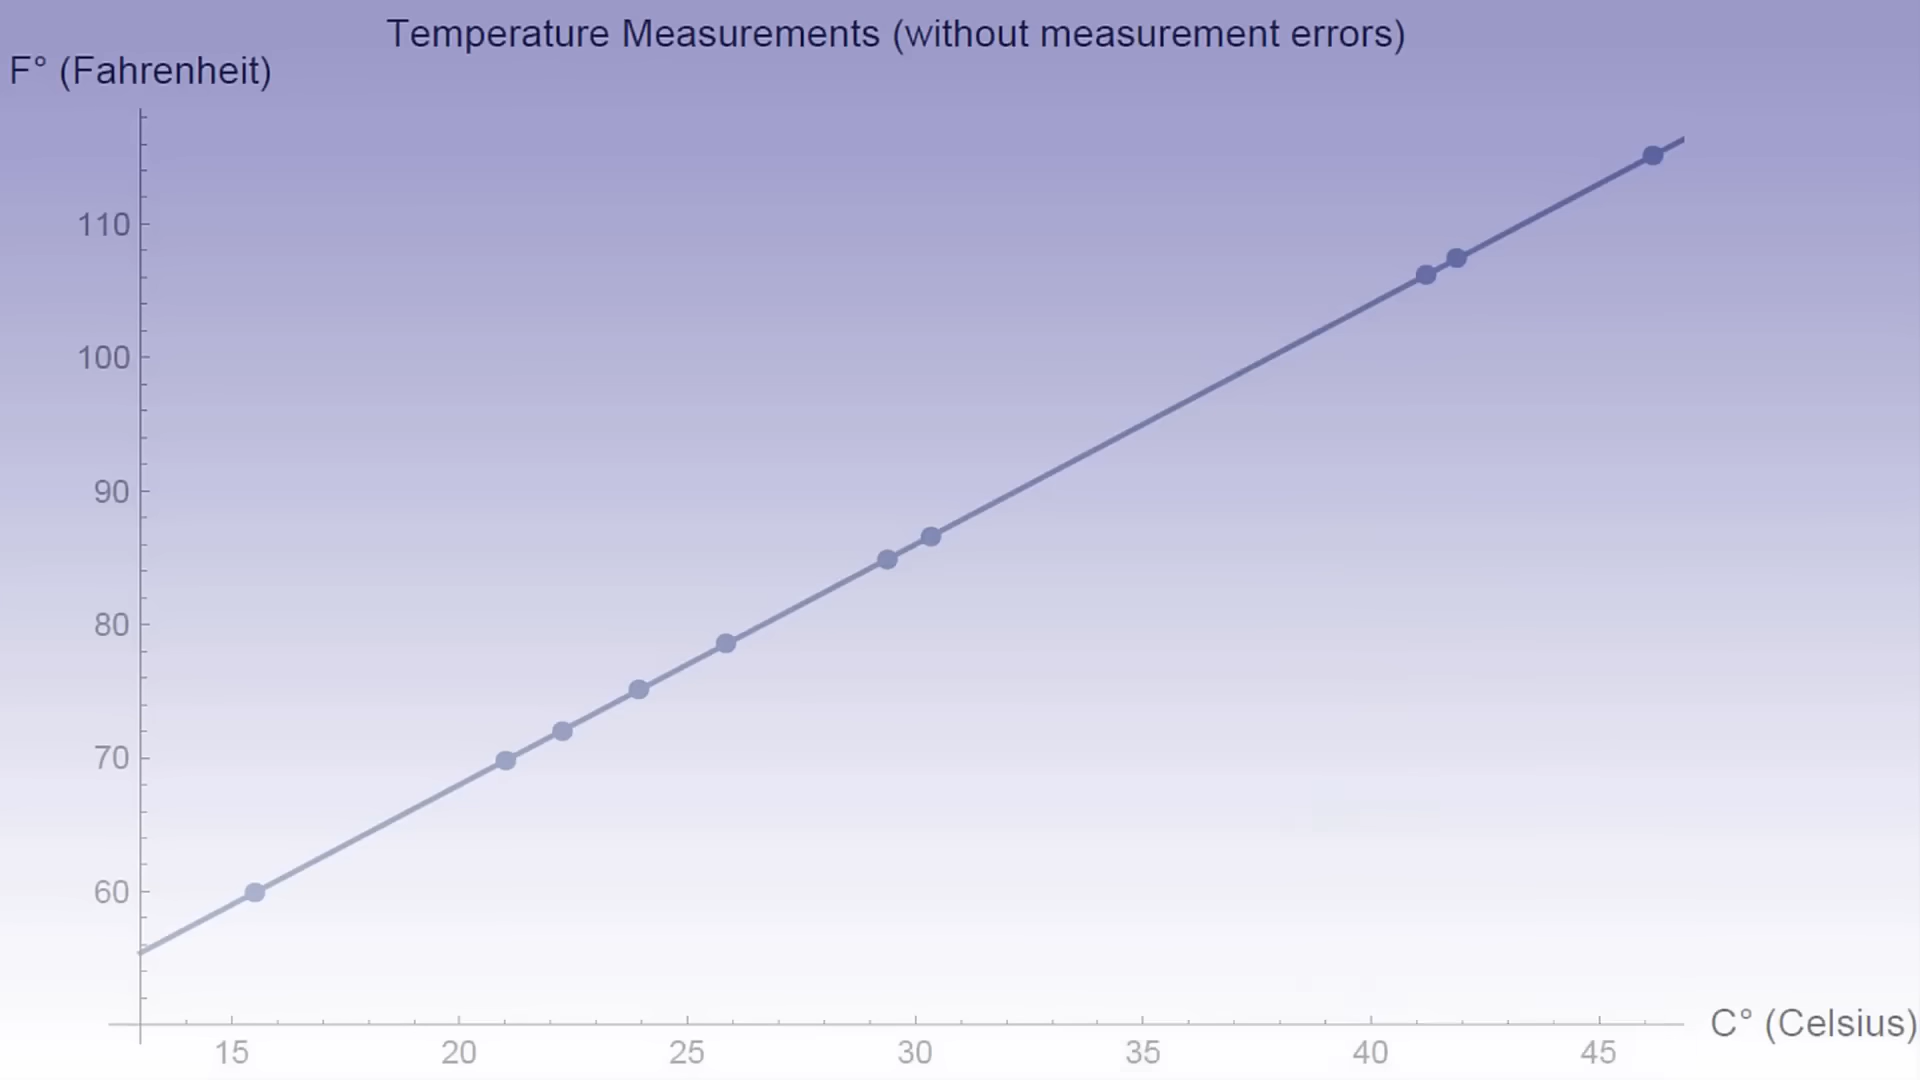 Temperature Measurements (without measurement errors)
F° (Fahrenheit)
110
100
90
80
70
60
15 20 25 30 35 40 45
C° (Celsius)